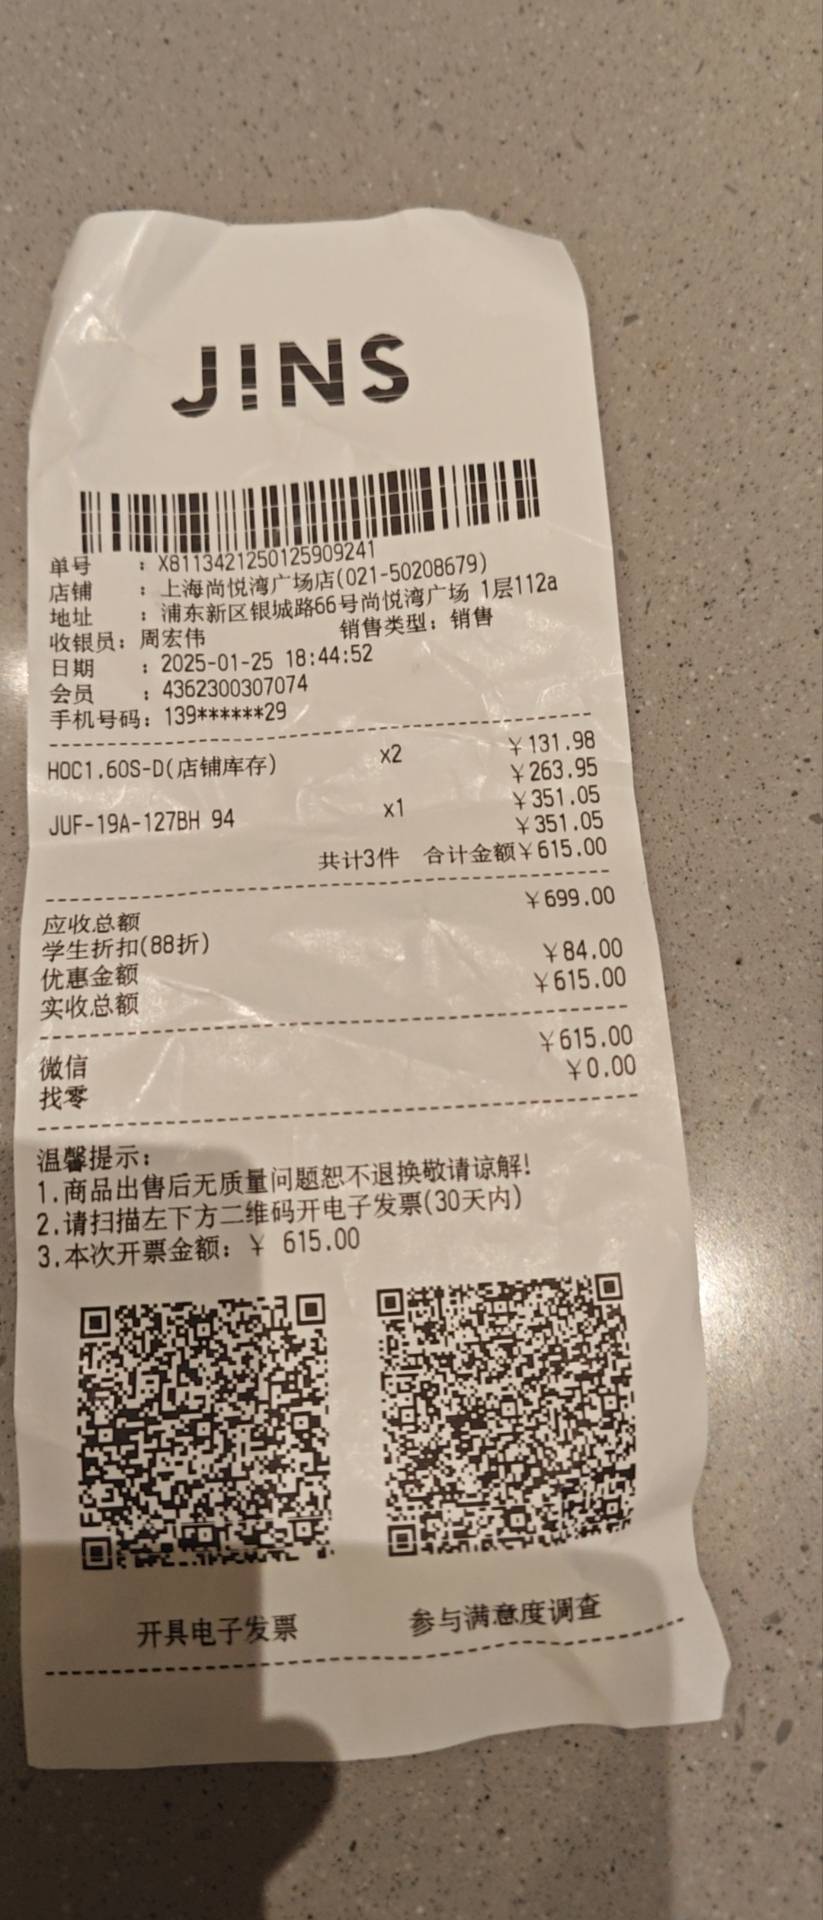 J!NS
单号 : X8113421250125909241
店铺 : 上海尚悦湾广场店(021-50208679)
地址 : 浦东新区银城路66号尚悦湾广场 1层112a
收银员: 周宏伟 销售类型: 销售
日期 : 2025-01-25 18:44:52
会员 : 4362300307074
手机号码: 139******29
HOC1.60S-D(店铺库存) x2 ¥131.98
¥263.95
JUF-19A-127BH 94 x1 ¥351.05
¥351.05
共计3件 合计金额¥615.00
应收总额 ¥699.00
学生折扣(88折)
优惠金额 ¥84.00
实收总额 ¥615.00
微信 ¥615.00
找零 ¥0.00
温馨提示:
1.商品出售后无质量问题恕不退换敬请谅解!
2.请扫描左下方二维码开电子发票(30天内)
3.本次开票金额: ¥ 615.00
开具电子发票 参与满意度调查